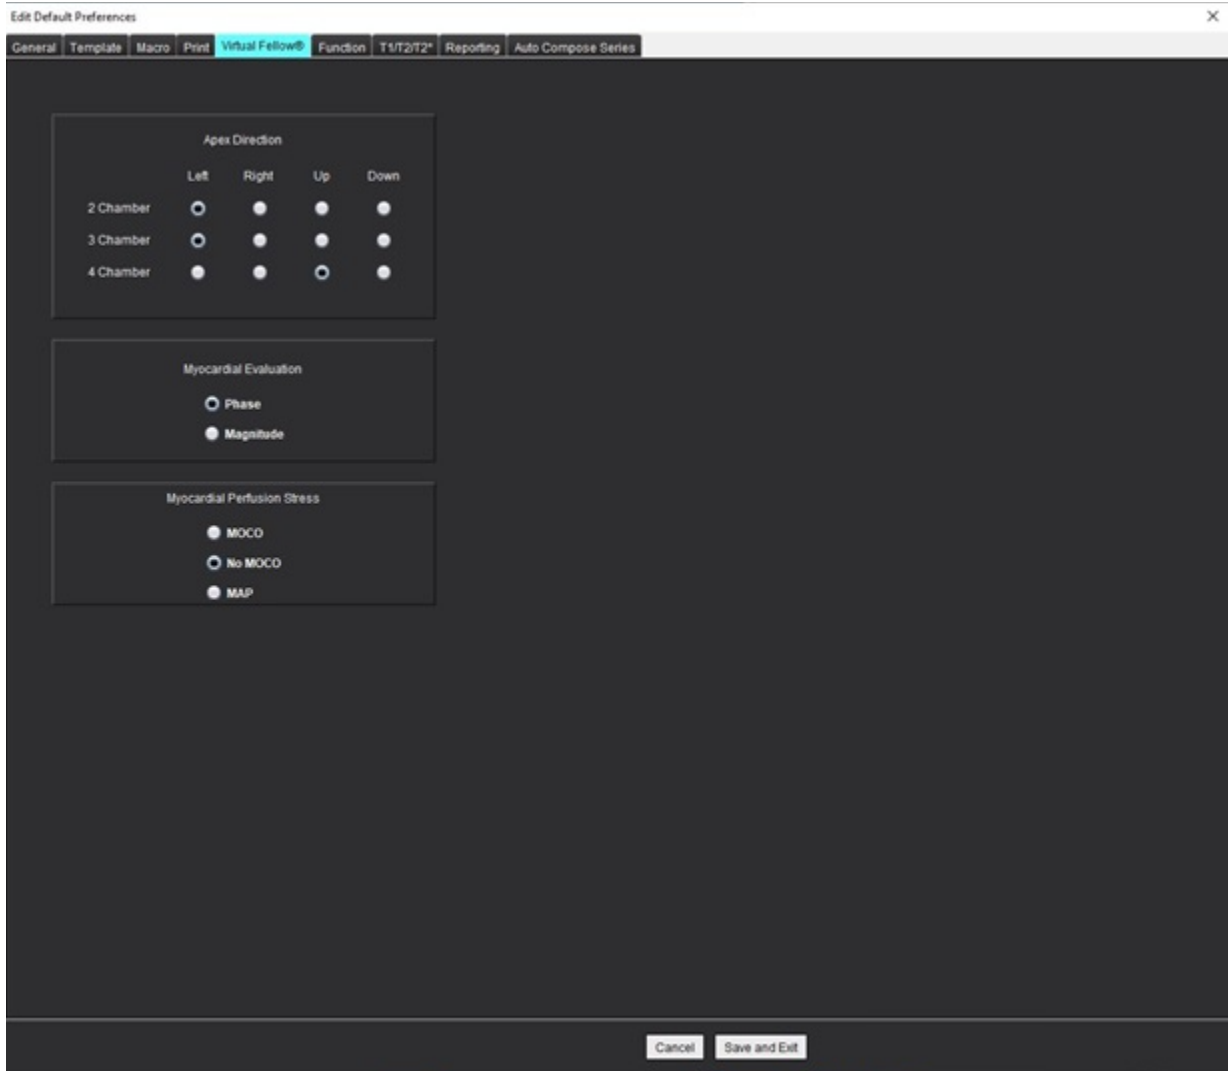 Edit Default Preferences
General Template Macro Print Virtual Fellow® Function T1/T2/T2* Reporting Auto Compose Series
Apex Direction
Left Right Up Down
2 Chamber
3 Chamber
4 Chamber
Myocardial Evaluation
Phase
Magnitude
Myocardial Perfusion Stress
MOCO
No MOCO
MAP
Cancel Save and Exit